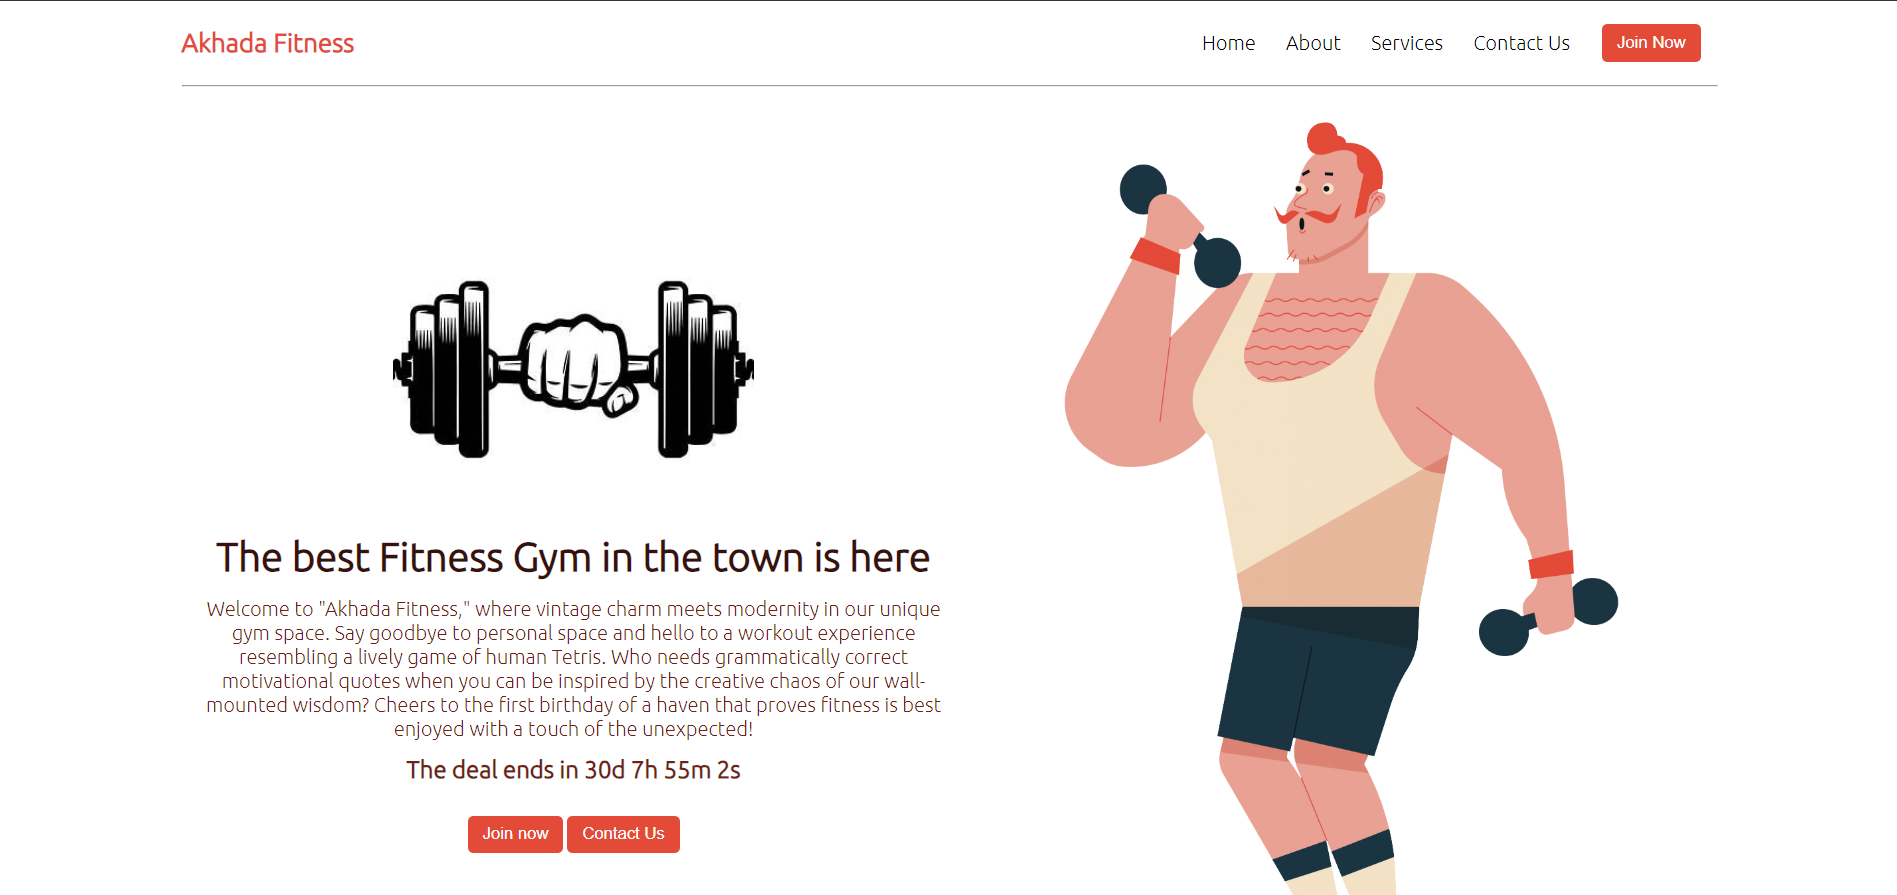 Akhada Fitness
Home About Services Contact Us Join Now
The best Fitness Gym in the town is here
Welcome to "Akhada Fitness," where vintage charm meets modernity in our unique
gym space. Say goodbye to personal space and hello to a workout experience
resembling a lively game of human Tetris. Who needs grammatically correct
motivational quotes when you can be inspired by the creative chaos of our wall-
mounted wisdom? Cheers to the first birthday of a haven that proves fitness is best
enjoyed with a touch of the unexpected!
The deal ends in 30d 7h 55m 2s
Join now Contact Us